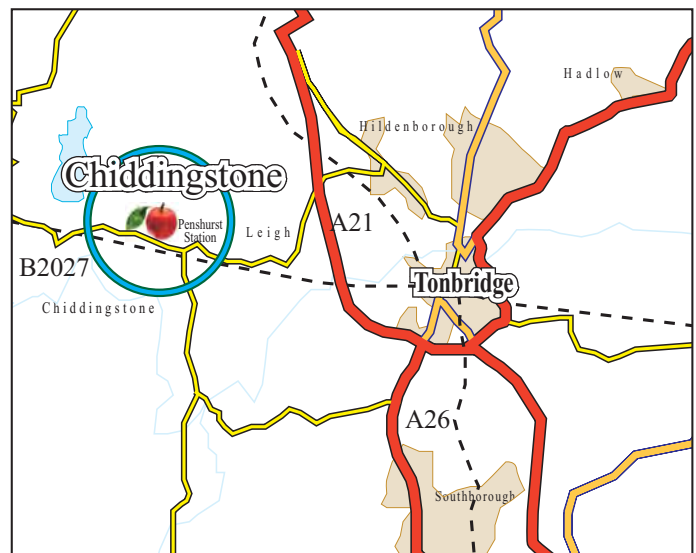 Hadlow
Hildenborough
Chiddingstone
Penshurst
Station
Leigh
A21
B2027
Tonbridge
Chiddingstone
A26
Southborough